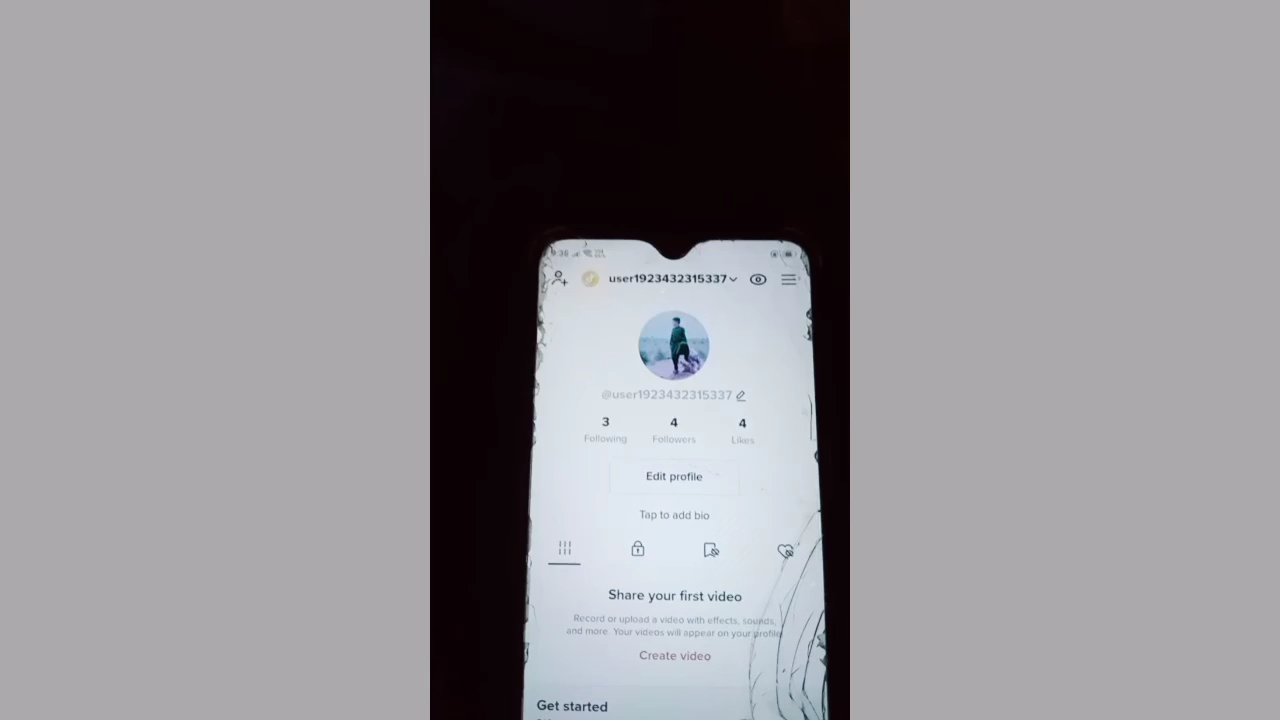 user1923432315337
@user1923432315337
3 4 4
Following Followers Likes
Edit profile
Tap to add bio
Share your first video
Record or upload a video with effects, sounds,
and more. Your videos will appear on your profile
Create video
Get started